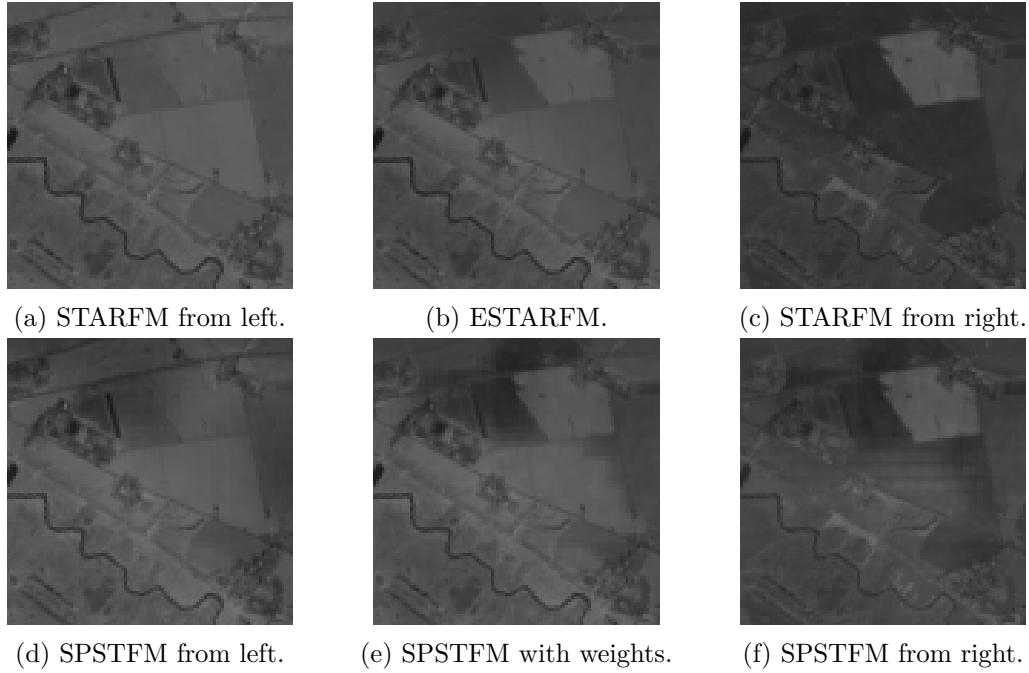 (a) STARFM from left.
(b) ESTARFM.
(c) STARFM from right.
(d) SPSTFM from left.
(e) SPSTFM with weights.
(f) SPSTFM from right.